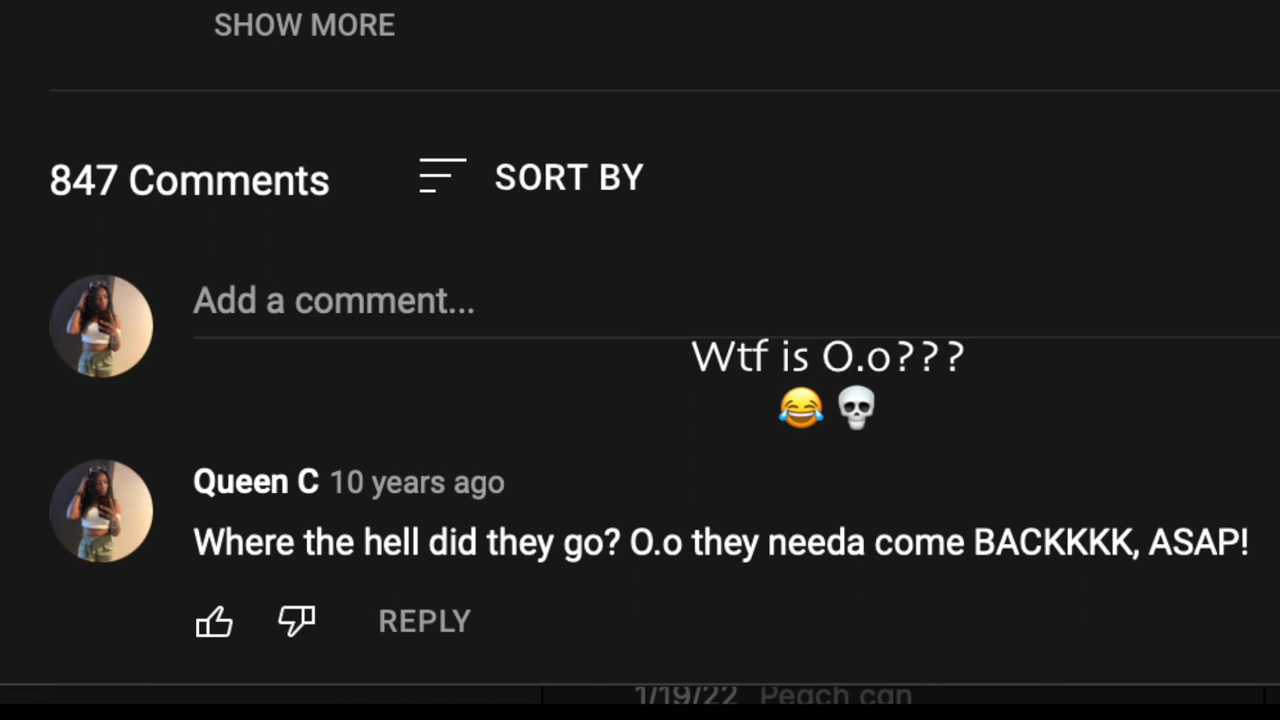 SHOW MORE
847 Comments
SORT BY
Add a comment...
Wtf is O.o???
😂💀
Queen C 10 years ago
Where the hell did they go? O.o they needa come BACKKKK, ASAP!
REPLY
1/19/22 Peach can